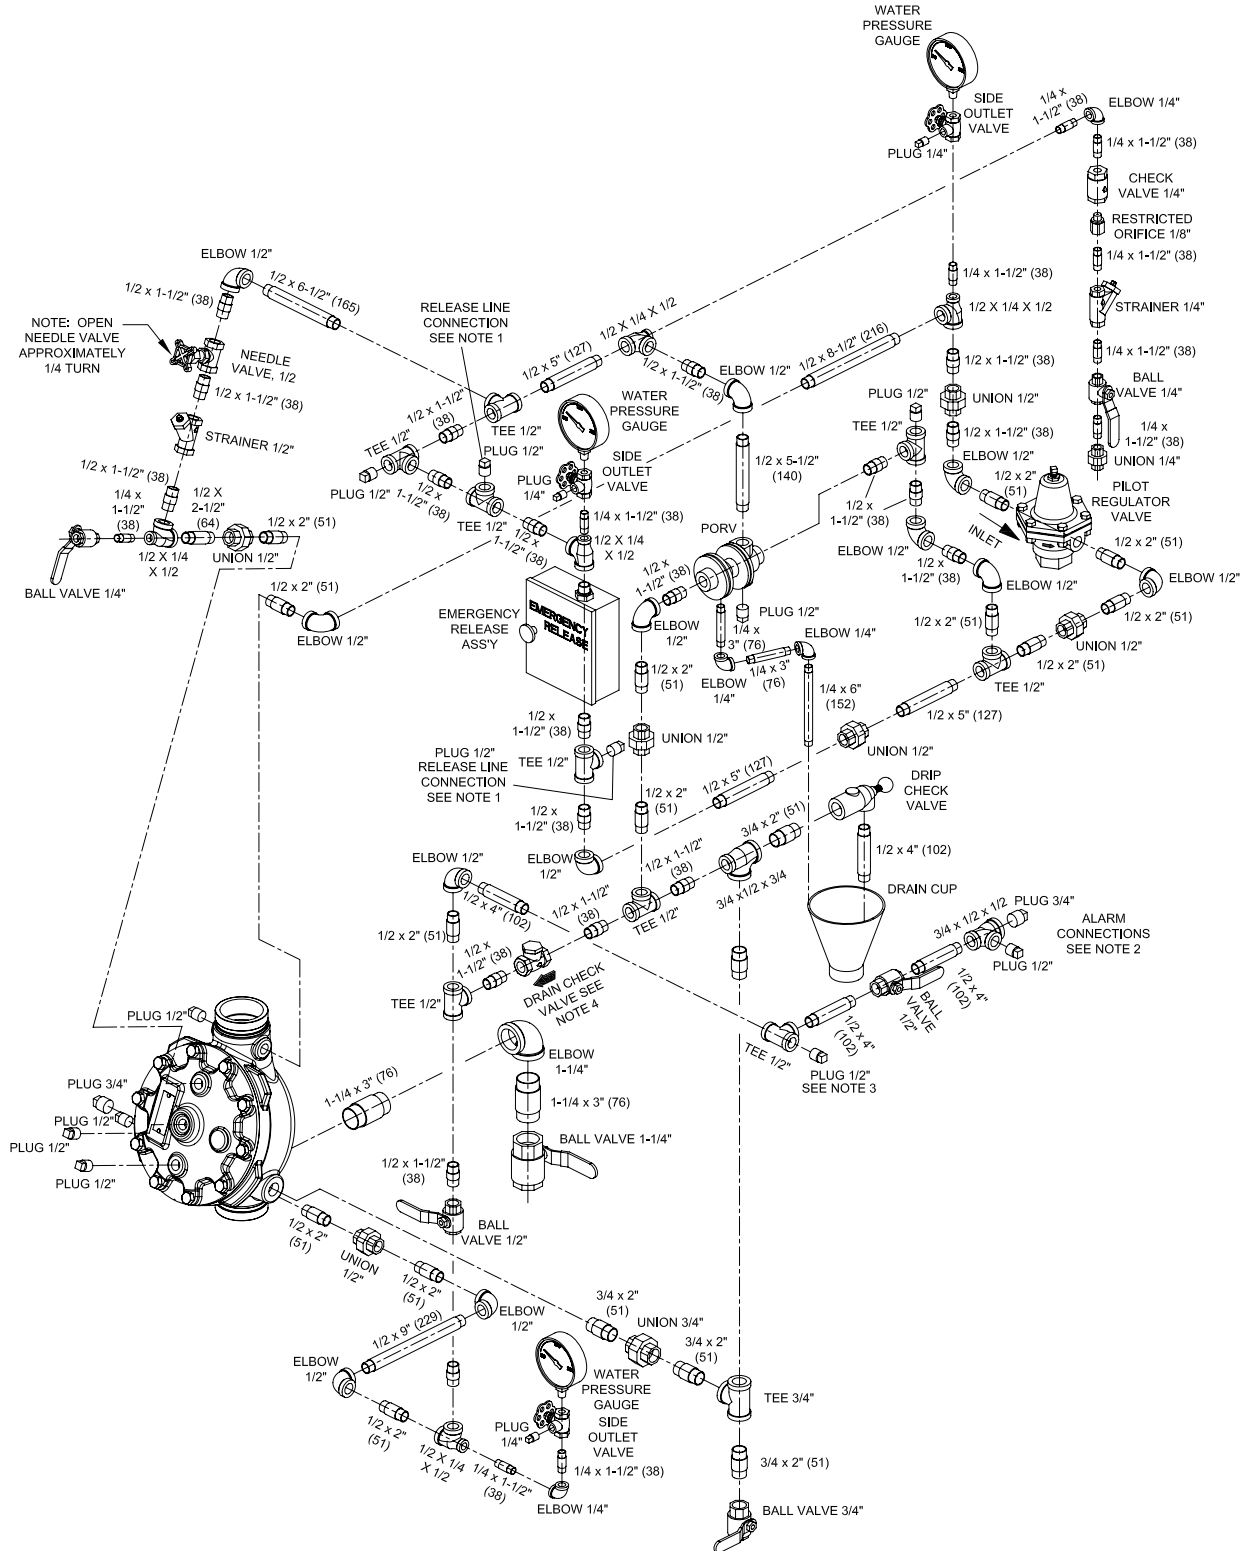 WATER
PRESSURE
GAUGE
SIDE
OUTLET
VALVE
PLUG 1/4"
1/4 x
1-1/2" (38)
ELBOW 1/4"
1/4 x 1-1/2" (38)
CHECK
VALVE 1/4"
RESTRICTED
ORIFICE 1/8"
1/4 x 1-1/2" (38)
STRAINER 1/4"
1/4 x 1-1/2" (38)
BALL
VALVE 1/4"
1/4 x
1-1/2" (38)
UNION 1/4"
PILOT
REGULATOR
VALVE
ELBOW 1/2"
1/2 x 6-1/2" (165)
1/2 x 1-1/2" (38)
NOTE: OPEN
NEEDLE VALVE
APPROXIMATELY
1/4 TURN
NEEDLE
VALVE, 1/2
1/2 x 1-1/2" (38)
STRAINER 1/2"
1/2 x 1-1/2" (38)
1/4 x
1-1/2"
(38)
1/2 X
2-1/2"
(64)
1/2 x 2" (51)
UNION 1/2"
1/2 X 1/4
X 1/2
BALL VALVE 1/4"
RELEASE LINE
CONNECTION
SEE NOTE 1
1/2 x 5" (127)
1/2 X 1/4 X 1/2
1/2 x 1-1/2"
(38)
TEE 1/2"
TEE 1/2"
PLUG 1/2"
PLUG 1/2"
1/2 x
1-1/2" (38)
TEE 1/2"
1/2 x
1-1/2" (38)
WATER
PRESSURE
GAUGE
SIDE
OUTLET
VALVE
PLUG
1/4"
1/4 x 1-1/2" (38)
1/2 X 1/4
X 1/2
1/2 x 1-1/2"
(38)
ELBOW 1/2"
1/2 x 8-1/2" (216)
1/2 x 5-1/2"
(140)
1/4 x 1-1/2" (38)
1/2 X 1/4 X 1/2
1/2 x 1-1/2" (38)
UNION 1/2"
1/2 x 1-1/2" (38)
ELBOW 1/2"
1/2 x 2"
(51)
INLET
PLUG 1/2"
TEE 1/2"
1/2 x
1-1/2" (38)
ELBOW 1/2"
1/2 x
1-1/2" (38)
ELBOW 1/2"
1/2 x 2"
(51)
ELBOW 1/2"
1/2 x 2" (51)
UNION 1/2"
1/2 x 2"
(51)
1/2 x 2" (51)
TEE 1/2"
1/2 x 5" (127)
UNION 1/2"
1/2 x 5" (127)
PORV
1/2 x
1-1/2" (38)
PLUG 1/2"
ELBOW
1/2"
1/4 x
3" (76)
ELBOW 1/4"
ELBOW
1/4"
1/4 x 3"
(76)
1/4 x 6"
(152)
1/2 x 2" (51)
ELBOW 1/2"
EMERGENCY
RELEASE
ASS'Y
EMERGENCY
RELEASE
1/2 x 2"
(51)
1/2 x
1-1/2" (38)
UNION 1/2"
TEE 1/2"
PLUG 1/2"
RELEASE LINE
CONNECTION
SEE NOTE 1
1/2 x
1-1/2" (38)
1/2 x 2"
(51)
ELBOW
1/2"
1/2 x 1-1/2"
(38)
3/4 x 2" (51)
3/4 x1/2 x 3/4
DRIP
CHECK
VALVE
1/2 x 4" (102)
DRAIN CUP
ELBOW 1/2"
1/2 x 4" (102)
1/2 x 2" (51)
1/2 x 1-1/2"
(38)
TEE 1/2"
1/2 x
1-1/2" (38)
TEE 1/2"
DRAIN CHECK
VALVE SEE
NOTE 4
PLUG 3/4"
3/4 x 1/2 x 1/2
ALARM
CONNECTIONS
SEE NOTE 2
PLUG 1/2"
1/2 x 4"
(102)
BALL
VALVE
1/2"
1/2 x 4"
(102)
TEE 1/2"
PLUG 1/2"
SEE NOTE 3
PLUG 1/2"
PLUG 3/4"
PLUG 1/2"
PLUG 1/2"
PLUG 1/2"
1-1/4 x 3" (76)
ELBOW
1-1/4"
1-1/4 x 3" (76)
BALL VALVE 1-1/4"
1/2 x 1-1/2"
(38)
BALL
VALVE 1/2"
1/2 x 2"
(51)
UNION
1/2"
1/2 x 2"
(51)
ELBOW
1/2"
1/2 x 9" (229)
ELBOW
1/2"
1/2 x 2"
(51)
1/2 X 1/4
X 1/2
1/4 x 1-1/2"
(38)
WATER
PRESSURE
GAUGE
SIDE
OUTLET
VALVE
PLUG
1/4"
1/4 x 1-1/2" (38)
ELBOW 1/4"
3/4 x 2"
(51)
UNION 3/4"
3/4 x 2"
(51)
TEE 3/4"
3/4 x 2" (51)
BALL VALVE 3/4"